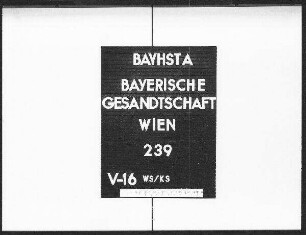 BAYHSTA
BAYERISCHE
GESANDTSCHAFT
WIEN
239
V-16 WS/KS